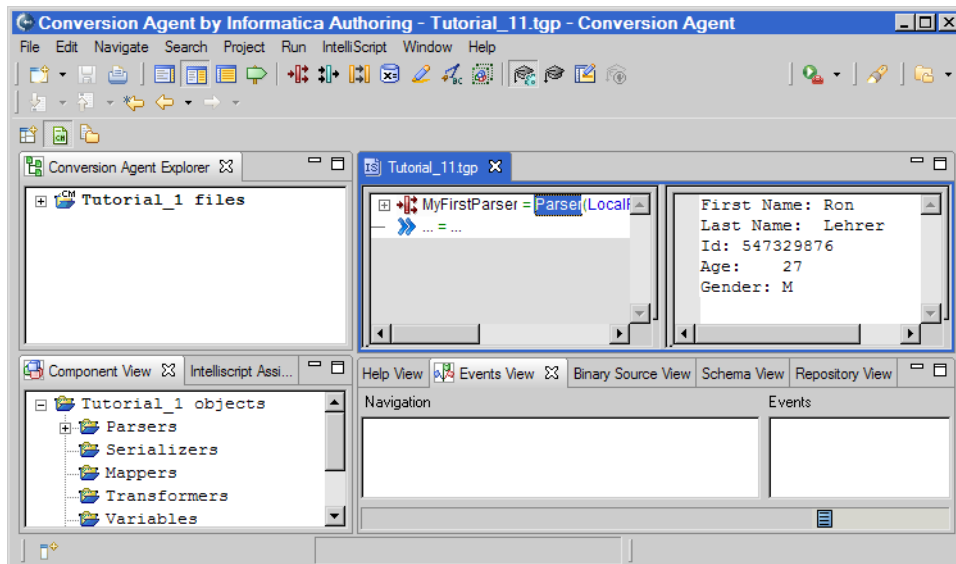 Conversion Agent by Informatica Authoring - Tutorial_11.tgp - Conversion Agent
File Edit Navigate Search Project Run IntelliScript Window Help
Conversion Agent Explorer
Tutorial_11.tgp
CM
Tutorial_1 files
MyFirstParser = Parser(LocalF
... = ...
First Name: Ron
Last Name: Lehrer
Id: 547329876
Age: 27
Gender: M
Component View Intelliscript Assi...
Help View Events View Binary Source View Schema View Repository View
Tutorial_1 objects
Parsers
Serializers
Mappers
Transformers
Variables
Navigation Events